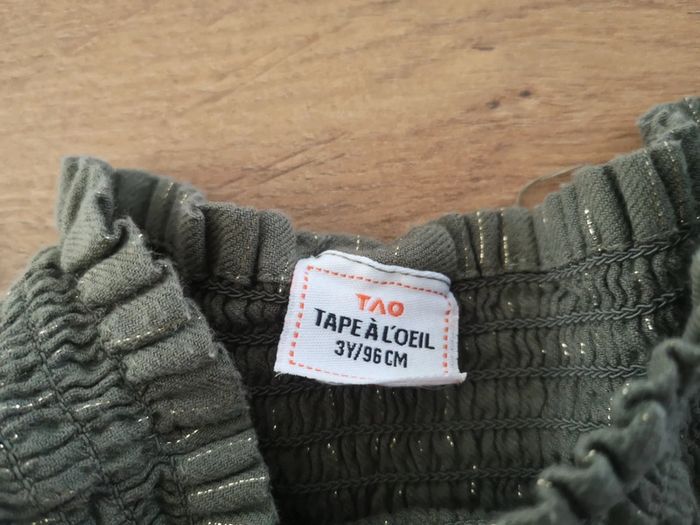 TAO
TAPE À L'OEIL
3Y/96 CM